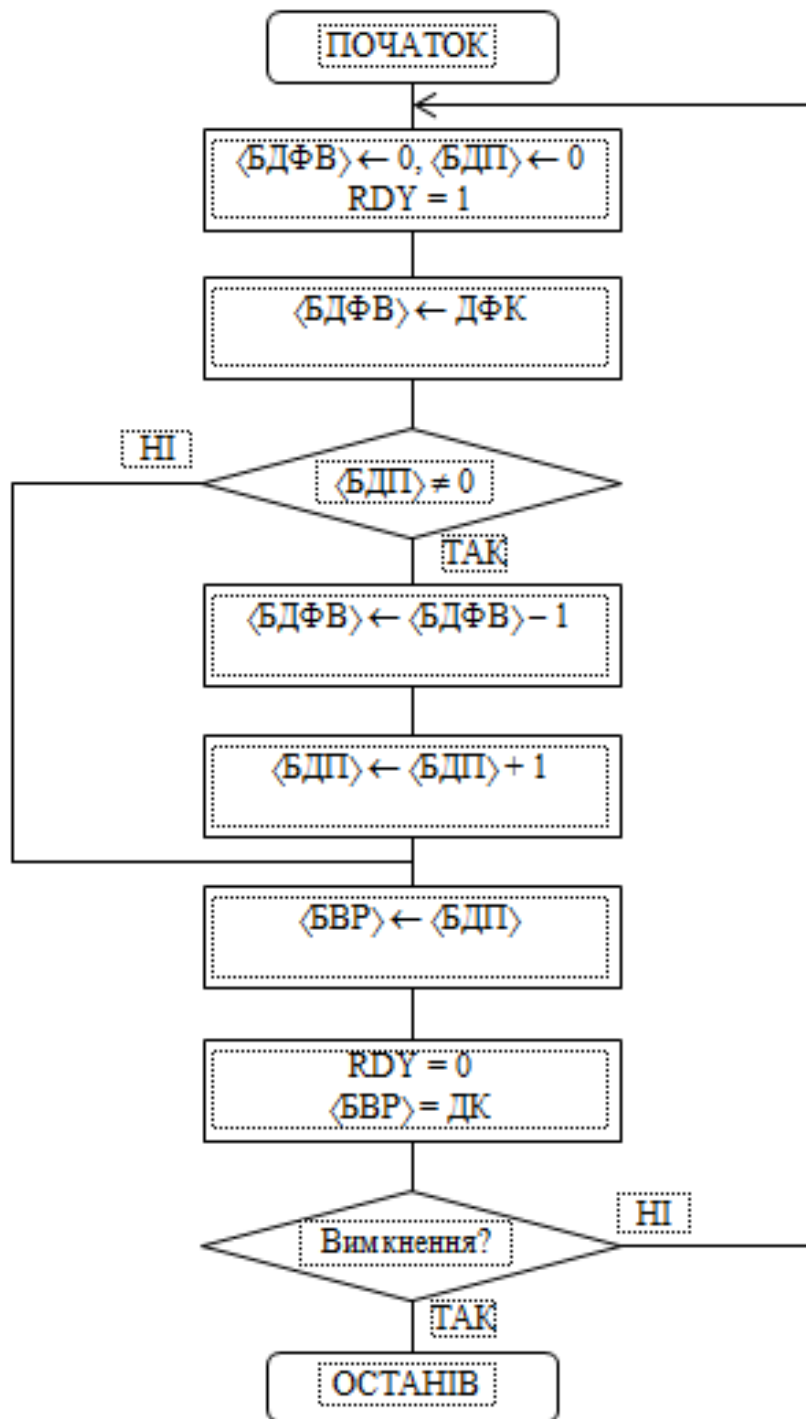 ПОЧАТОК
⟨БДФВ⟩ ← 0, ⟨БДП⟩ ← 0
RDY = 1
⟨БДФВ⟩ ← ДФК
НІ
⟨БДП⟩ ≠ 0
ТАК
⟨БДФВ⟩ ← ⟨БДФВ⟩ – 1
⟨БДП⟩ ← ⟨БДП⟩ + 1
⟨БВР⟩ ← ⟨БДП⟩
RDY = 0
⟨БВР⟩ = ДК
НІ
Вимкнення?
ТАК
ОСТАНІВ